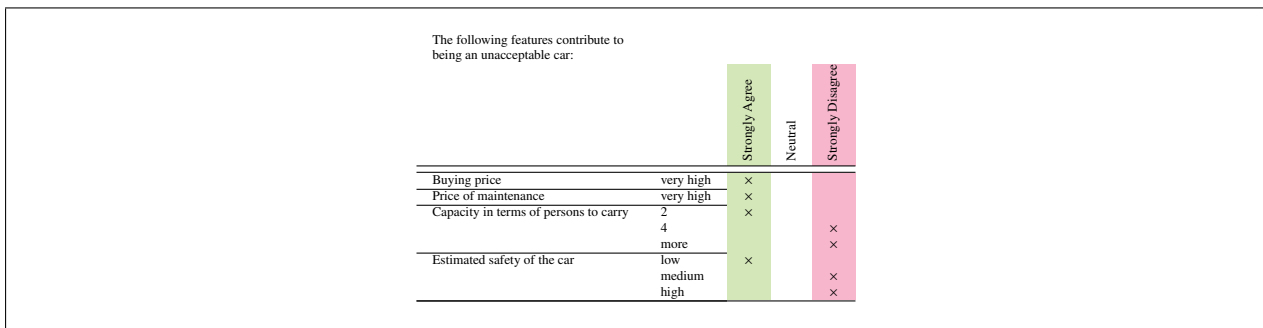 The following features contribute to
being an unacceptable car:
Strongly Agree
Neutral
Strongly Disagree
Buying price very high ×
Price of maintenance very high ×
Capacity in terms of persons to carry 2 ×
4 ×
more ×
Estimated safety of the car low ×
medium ×
high ×